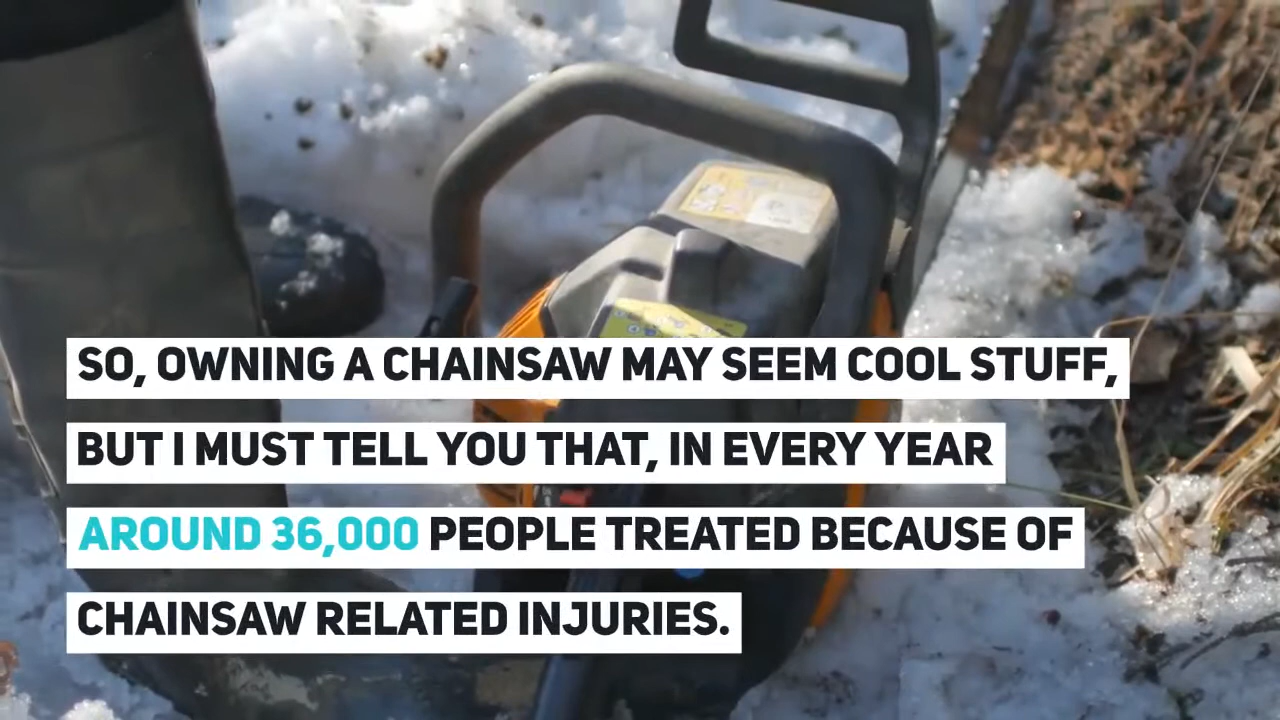 SO, OWNING A CHAINSAW MAY SEEM COOL STUFF,
BUT I MUST TELL YOU THAT, IN EVERY YEAR
AROUND 36,000 PEOPLE TREATED BECAUSE OF
CHAINSAW RELATED INJURIES.